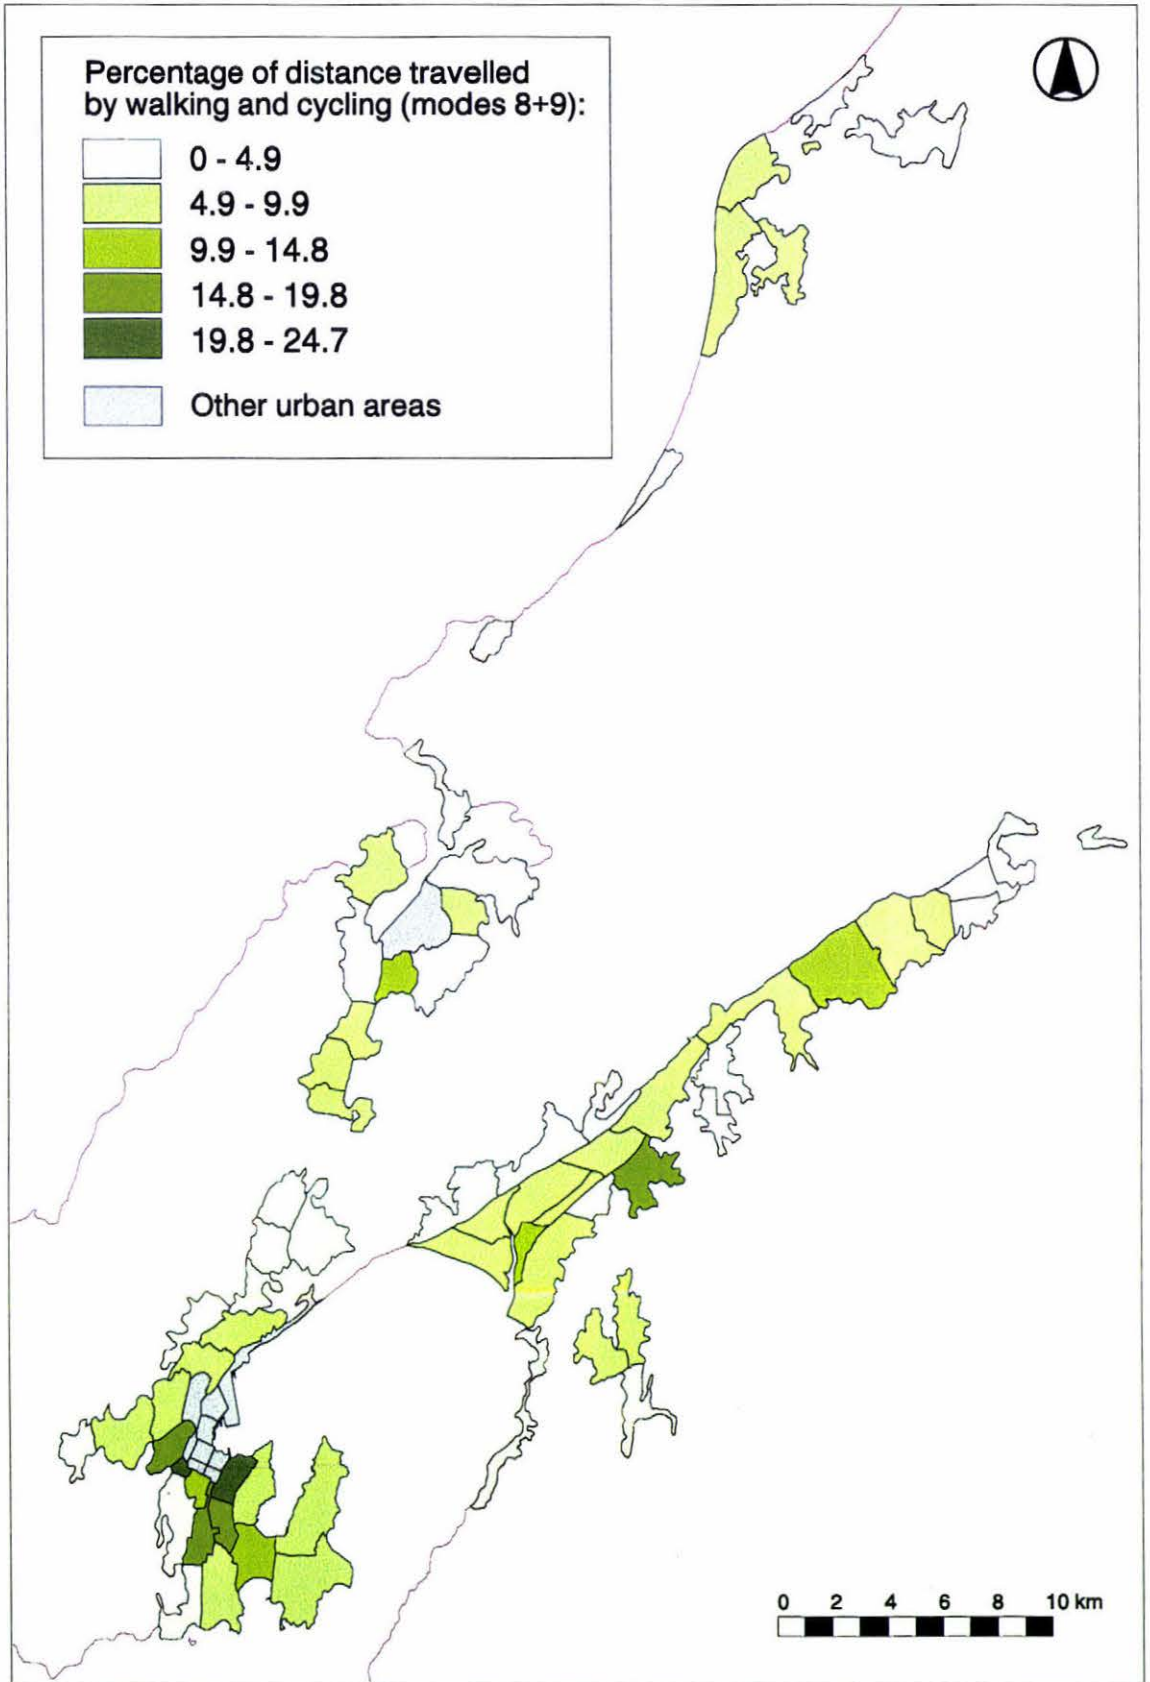 Percentage of distance travelled
by walking and cycling (modes 8+9):
0 - 4.9
4.9 - 9.9
9.9 - 14.8
14.8 - 19.8
19.8 - 24.7
Other urban areas
0 2 4 6 8 10 km